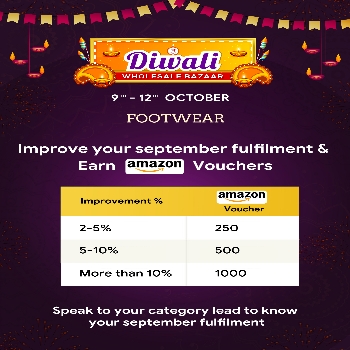 Diwali
WHOLESALE BAZAAR
9TH - 12TH OCTOBER
FOOTWEAR
Improve your september fulfilment &
Earn amazon Vouchers
Improvement % amazon Voucher
2-5% 250
5-10% 500
More than 10% 1000
Speak to your category lead to know
your september fulfilment